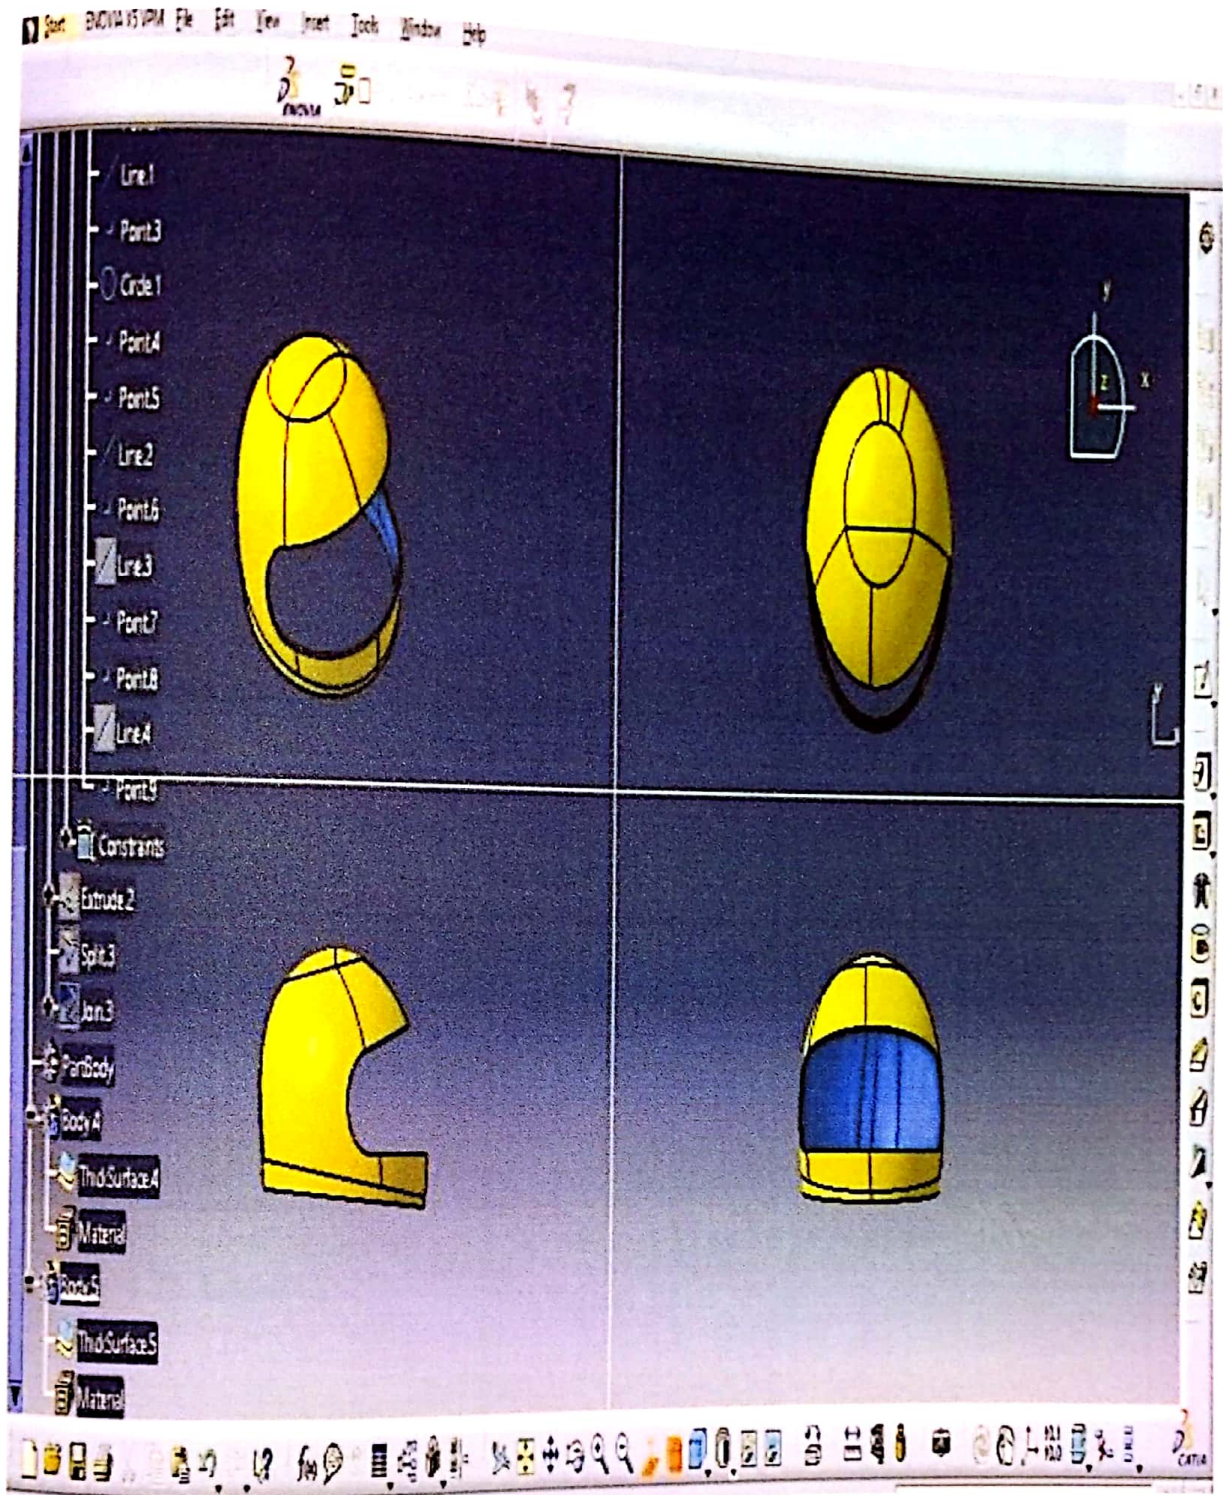 Start ENOVIA V5 VPM File Edit View Insert Tools Window Help
ENOVIA
Line.1
Point.3
Circle.1
Point.4
Point.5
Line.2
Point.6
Line.3
Point.7
Point.8
Line.4
Point.9
Constraints
Extrude.2
Split.3
Join.3
PartBody
Body.4
ThickSurface.4
Material
Body.5
ThickSurface.5
Material
y
z
x
y
f(x)
CATIA